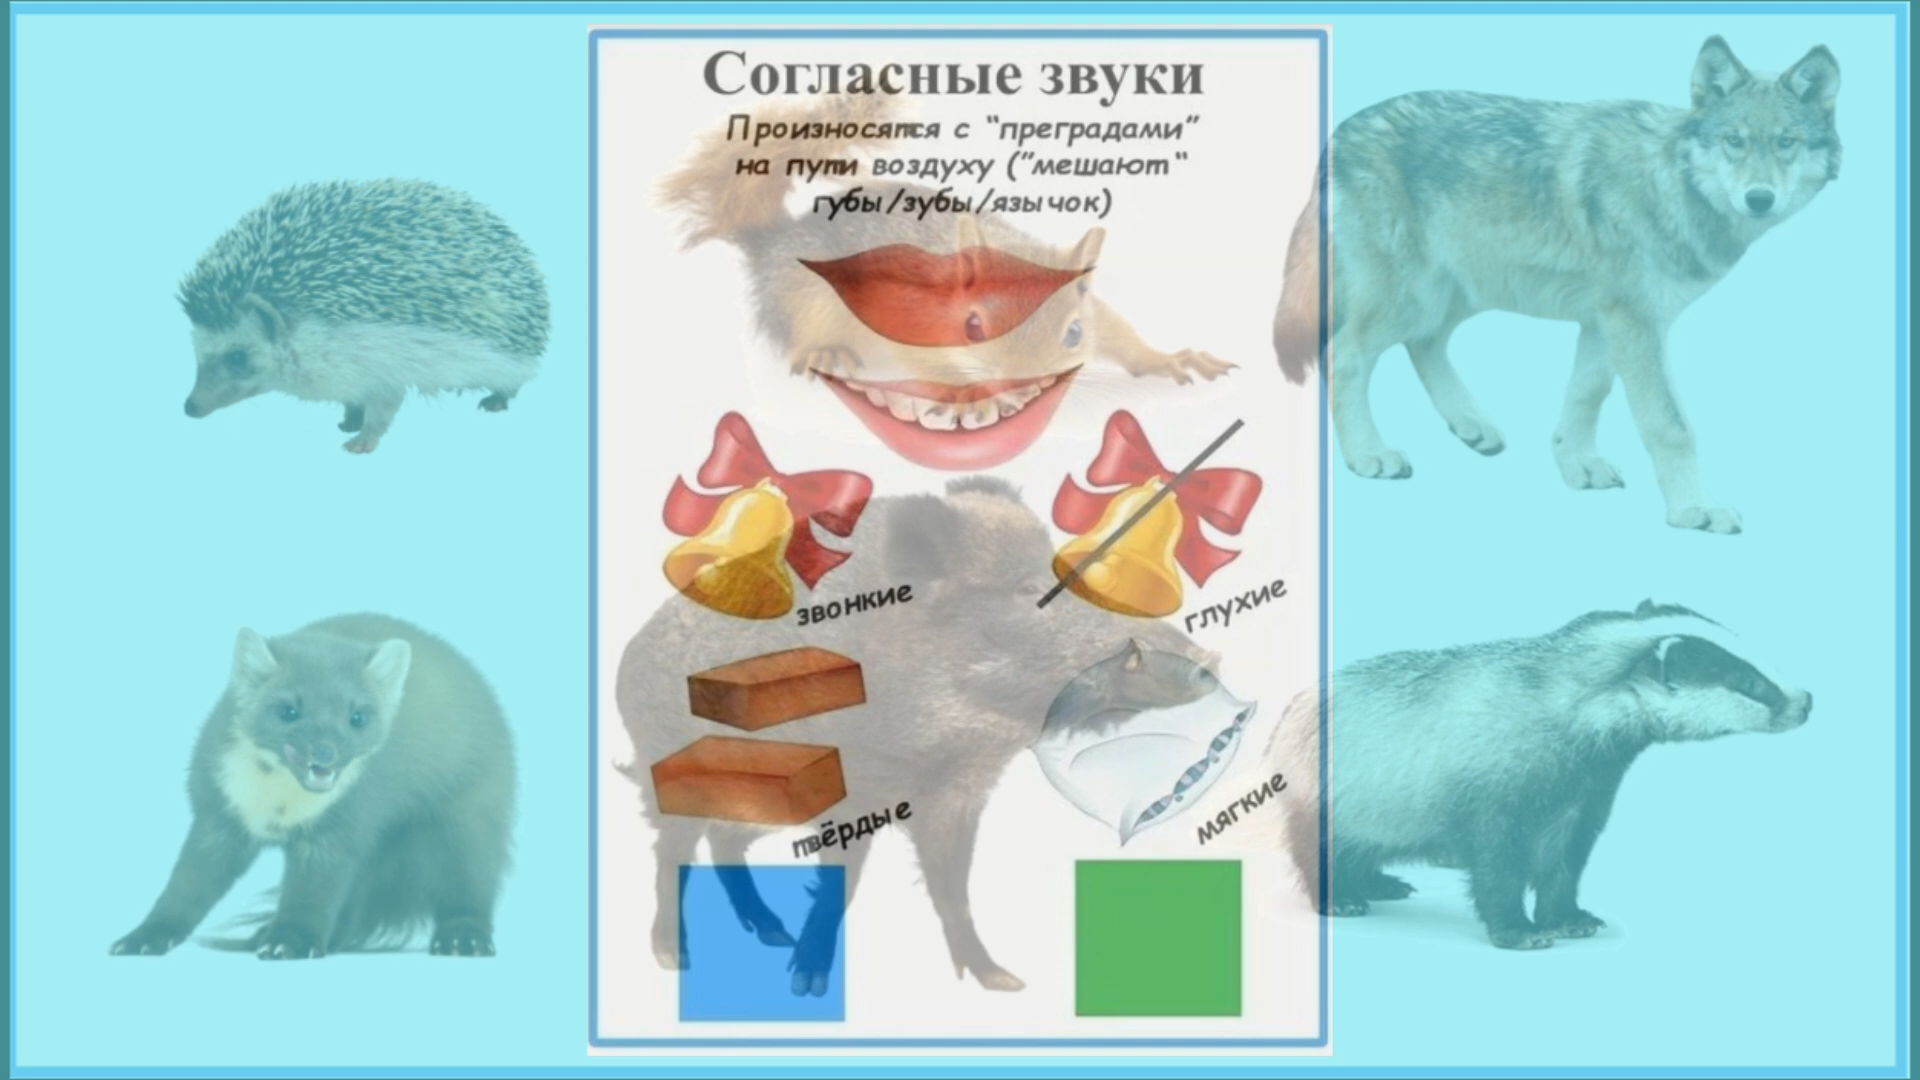 Согласные звуки
Произносятся с “преградами”
на пути воздуху (”мешают“
губы/зубы/язычок)
звонкие
глухие
твёрдые
мягкие